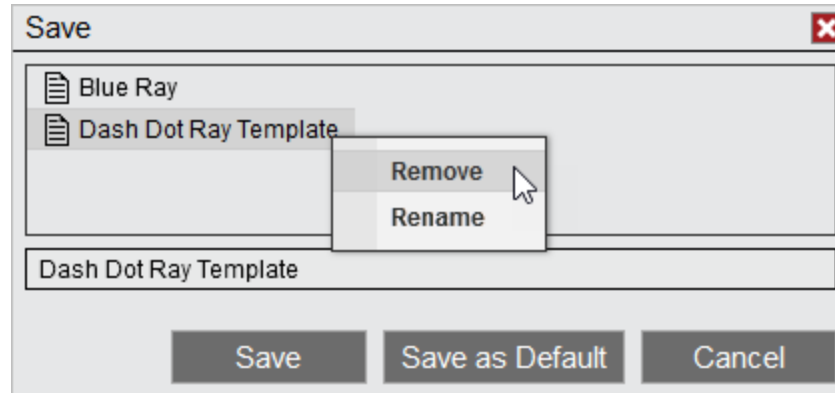 Save
Blue Ray
Dash Dot Ray Template
Remove
Rename
Dash Dot Ray Template
Save
Save as Default
Cancel